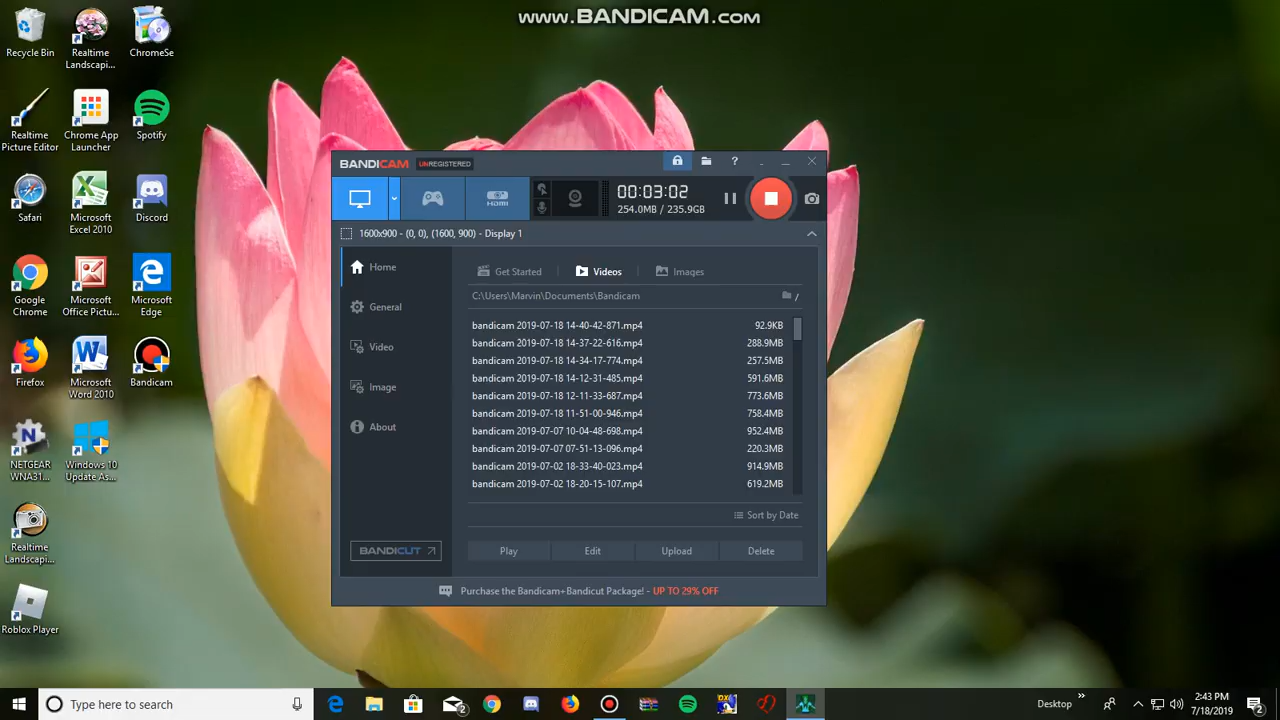 www.BANDICAM.com
Recycle Bin
Realtime
Landscapi...
ChromeSe
Realtime
Picture Editor
Chrome App
Launcher
Spotify
Safari
Microsoft
Excel 2010
Discord
Google
Chrome
Microsoft
Office Pictu...
Microsoft
Edge
Firefox
Microsoft
Word 2010
Bandicam
NETGEAR
WNA31...
Windows 10
Update As...
Realtime
Landscapi...
Roblox Player
BANDICAM UNREGISTERED
HDMI
00:03:02
254.0MB / 235.9GB
1600x900 - (0, 0), (1600, 900) - Display 1
Home
General
Video
Image
About
BANDICUT
Get Started
Videos
Images
C:\Users\Marvin\Documents\Bandicam
/
bandicam 2019-07-18 14-40-42-871.mp4 92.9KB
bandicam 2019-07-18 14-37-22-616.mp4 288.9MB
bandicam 2019-07-18 14-34-17-774.mp4 257.5MB
bandicam 2019-07-18 14-12-31-485.mp4 591.6MB
bandicam 2019-07-18 12-11-33-687.mp4 773.6MB
bandicam 2019-07-18 11-51-00-946.mp4 758.4MB
bandicam 2019-07-07 10-04-48-698.mp4 952.4MB
bandicam 2019-07-07 07-51-13-096.mp4 220.3MB
bandicam 2019-07-02 18-33-40-023.mp4 914.9MB
bandicam 2019-07-02 18-20-15-107.mp4 619.2MB
Sort by Date
Play Edit Upload Delete
Purchase the Bandicam+Bandicut Package! - UP TO 29% OFF
Type here to search
2
Desktop
2:43 PM
7/18/2019
2